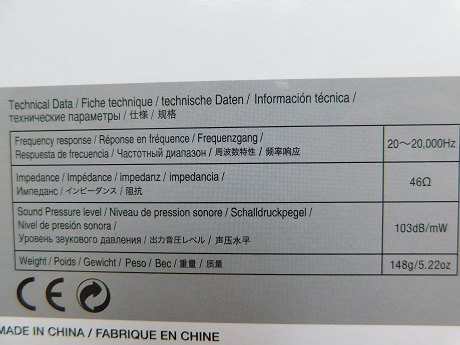 Technical Data / Fiche technique / technische Daten / Información técnica /
технические параметры / 仕様 / 规格
Frequency response / Réponse en fréquence / Frequenzgang /
Respuesta de frecuencia / Частотный диапазон / 周波数特性 / 频率响应
20～20,000Hz
Impedance / Impédance / impedanz / impedancia /
Импеданс / インピーダンス / 阻抗
46Ω
Sound Pressure level / Niveau de pression sonore / Schalldruckpegel /
Nivel de presión sonora /
Уровень звукового давления / 出力音圧レベル / 声压水平
103dB/mW
Weight / Poids / Gewicht / Peso / Вес / 重量 / 质量
148g/5.22oz
CE
MADE IN CHINA / FABRIQUE EN CHINE